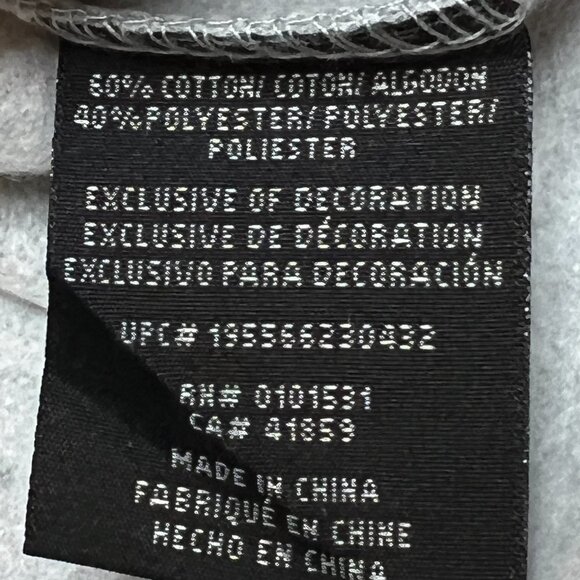 60% COTTON/ COTON/ ALGODON
40% POLYESTER/ POLYESTER/
POLIESTER
EXCLUSIVE OF DECORATION
EXCLUSIVE DE DÉCORATION
EXCLUSIVO PARA DECORACIÓN
UPC# 195566230432
RN# 0101531
CA# 41859
MADE IN CHINA
FABRIQUÉ EN CHINE
HECHO EN CHINA